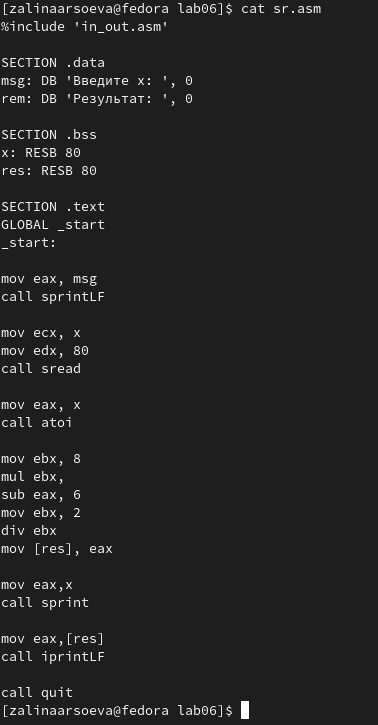 [zalinaarsoeva@fedora lab06]$ cat sr.asm
%include 'in_out.asm'
SECTION .data
msg: DB 'Введите x: ', 0
rem: DB 'Результат: ', 0
SECTION .bss
x: RESB 80
res: RESB 80
SECTION .text
GLOBAL _start
_start:
mov eax, msg
call sprintLF
mov ecx, x
mov edx, 80
call sread
mov eax, x
call atoi
mov ebx, 8
mul ebx,
sub eax, 6
mov ebx, 2
div ebx
mov [res], eax
mov eax,x
call sprint
mov eax,[res]
call iprintLF
call quit
[zalinaarsoeva@fedora lab06]$